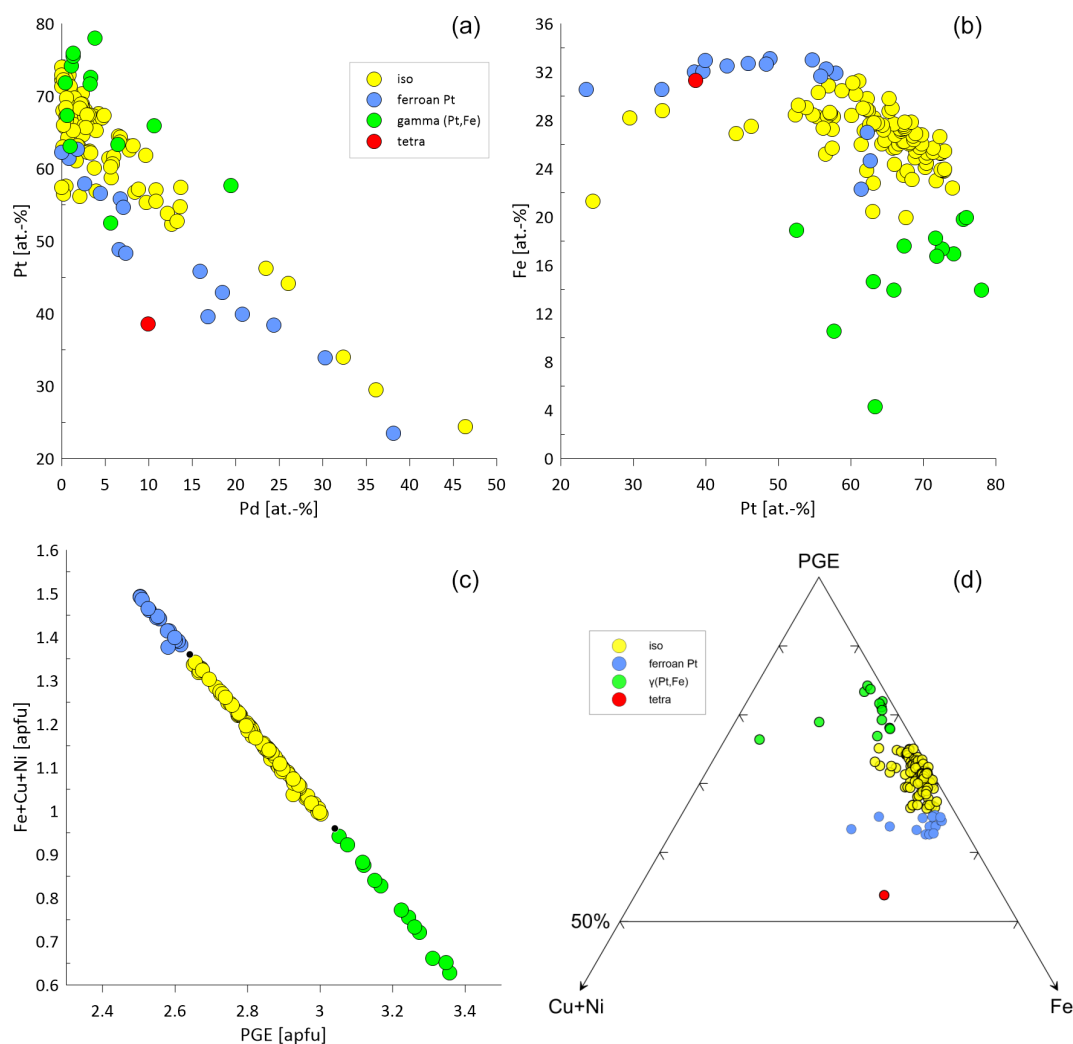 (a)
80
70
60
50
40
30
20
Pt [at.-%]
0 5 10 15 20 25 30 35 40 45 50
Pd [at.-%]
iso
ferroan Pt
gamma (Pt,Fe)
tetra
(b)
36
32
28
24
20
16
12
8
4
0
Fe [at.-%]
20 30 40 50 60 70 80
Pt [at.-%]
(c)
1.6
1.5
1.4
1.3
1.2
1.1
1
0.9
0.8
0.7
0.6
Fe+Cu+Ni [apfu]
2.4 2.6 2.8 3 3.2 3.4
PGE [apfu]
(d)
PGE
iso
ferroan Pt
γ(Pt,Fe)
tetra
50%
Cu+Ni
Fe